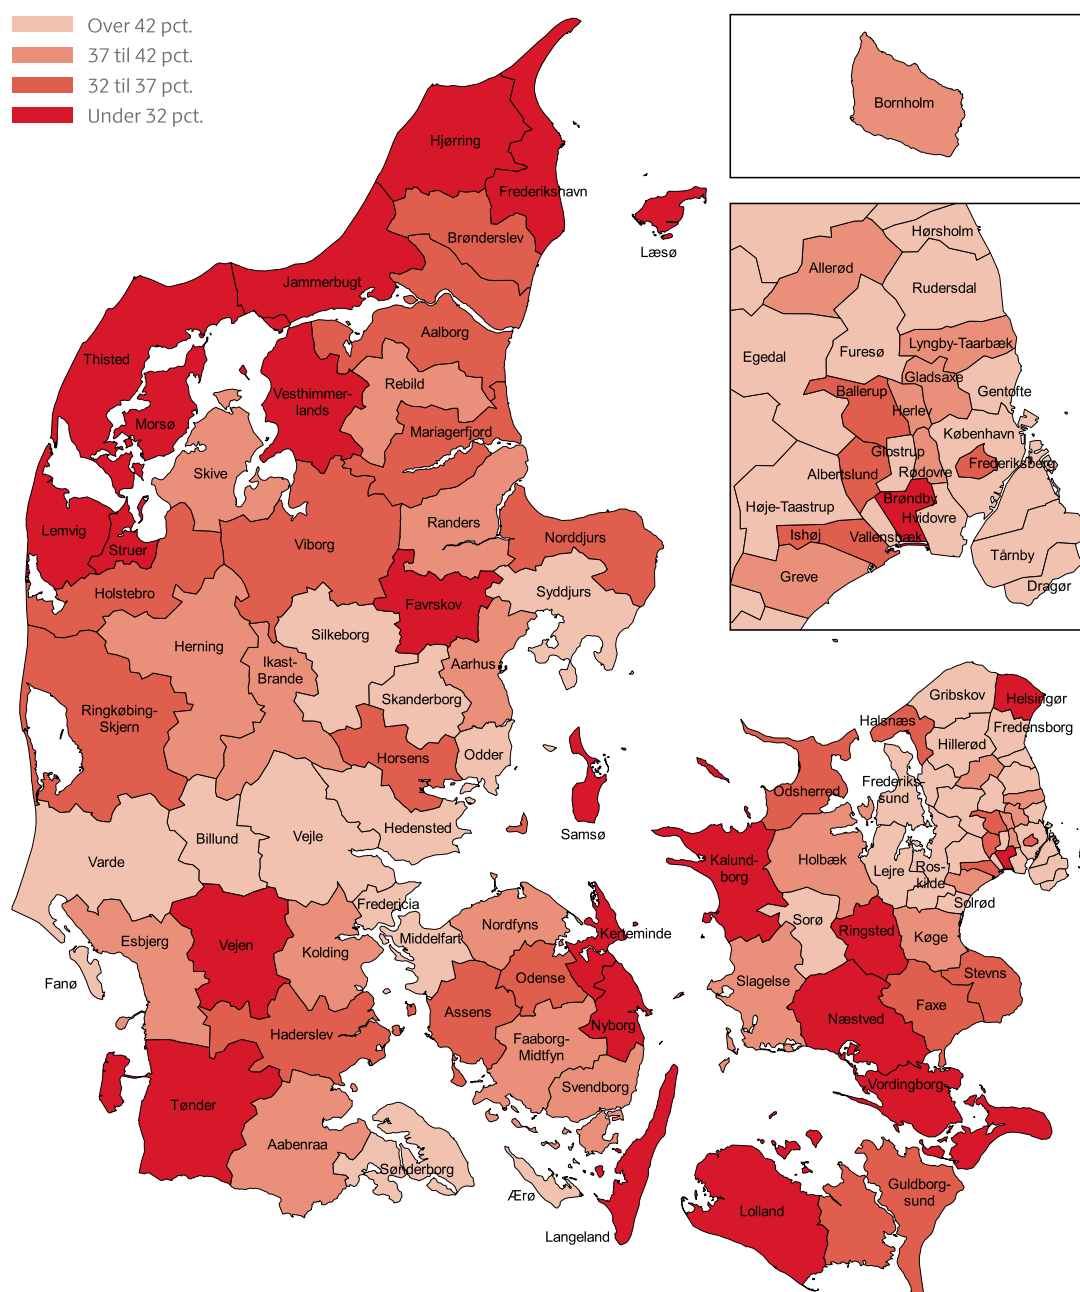 Over 42 pct.
37 til 42 pct.
32 til 37 pct.
Under 32 pct.
Bornholm
Hjørring
Frederikshavn
Brønderslev
Læsø
Jammerbugt
Aalborg
Thisted
Rebild
Vesthimmer-
lands
Morsø
Mariagerfjord
Skive
Lemvig
Struer
Viborg
Randers
Norddjurs
Holstebro
Favrskov
Syddjurs
Silkeborg
Herning
Ikast-
Brande
Aarhus
Skanderborg
Ringkøbing-
Skjern
Horsens
Odder
Hedensted
Samsø
Billund
Vejle
Varde
Fredericia
Esbjerg
Vejen
Kolding
Middelfart
Nordfyns
Kerteminde
Fanø
Odense
Assens
Nyborg
Haderslev
Faaborg-
Midtfyn
Svendborg
Tønder
Aabenraa
Sønderborg
Ærø
Langeland
Hørsholm
Allerød
Rudersdal
Egedal
Furesø
Lyngby-Taarbæk
Gladsaxe
Ballerup
Gentofte
Herlev
København
Glostrup
Albertslund
Rødovre
Frederiksberg
Brøndby
Høje-Taastrup
Hvidovre
Ishøj
Vallensbæk
Tårnby
Greve
Dragør
Gribskov
Helsingør
Halsnæs
Fredensborg
Hillerød
Frederiks-
sund
Odsherred
Kalund-
borg
Holbæk
Lejre
Ros-
kilde
Solrød
Sorø
Ringsted
Køge
Slagelse
Stevns
Faxe
Næstved
Vordingborg
Guldborg-
sund
Lolland